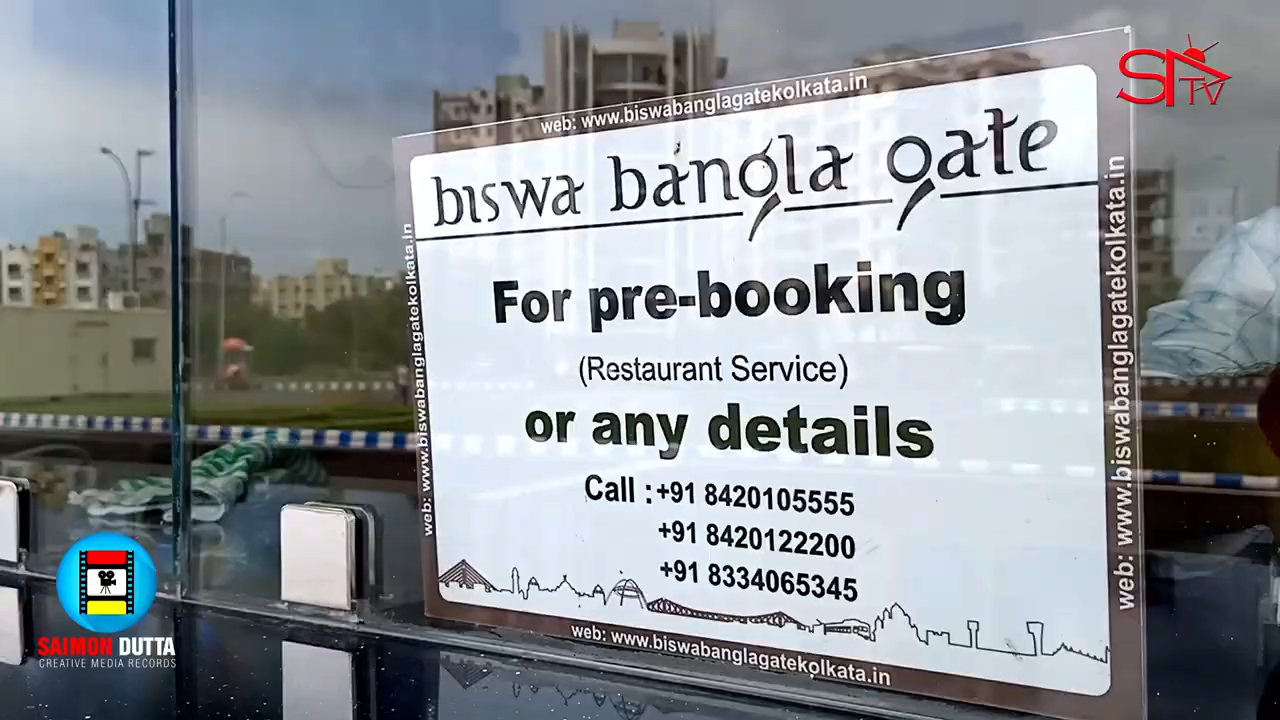 web: www.biswabanglagatekolkata.in
biswa bangla gate
For pre-booking
(Restaurant Service)
or any details
Call : +91 8420105555
+91 8420122200
+91 8334065345
web: www.biswabanglagatekolkata.in
web: www.biswabanglagatekolkata.in
web: www.biswabanglagatekolkata.in
TV
SAIMON DUTTA
CREATIVE MEDIA RECORDS